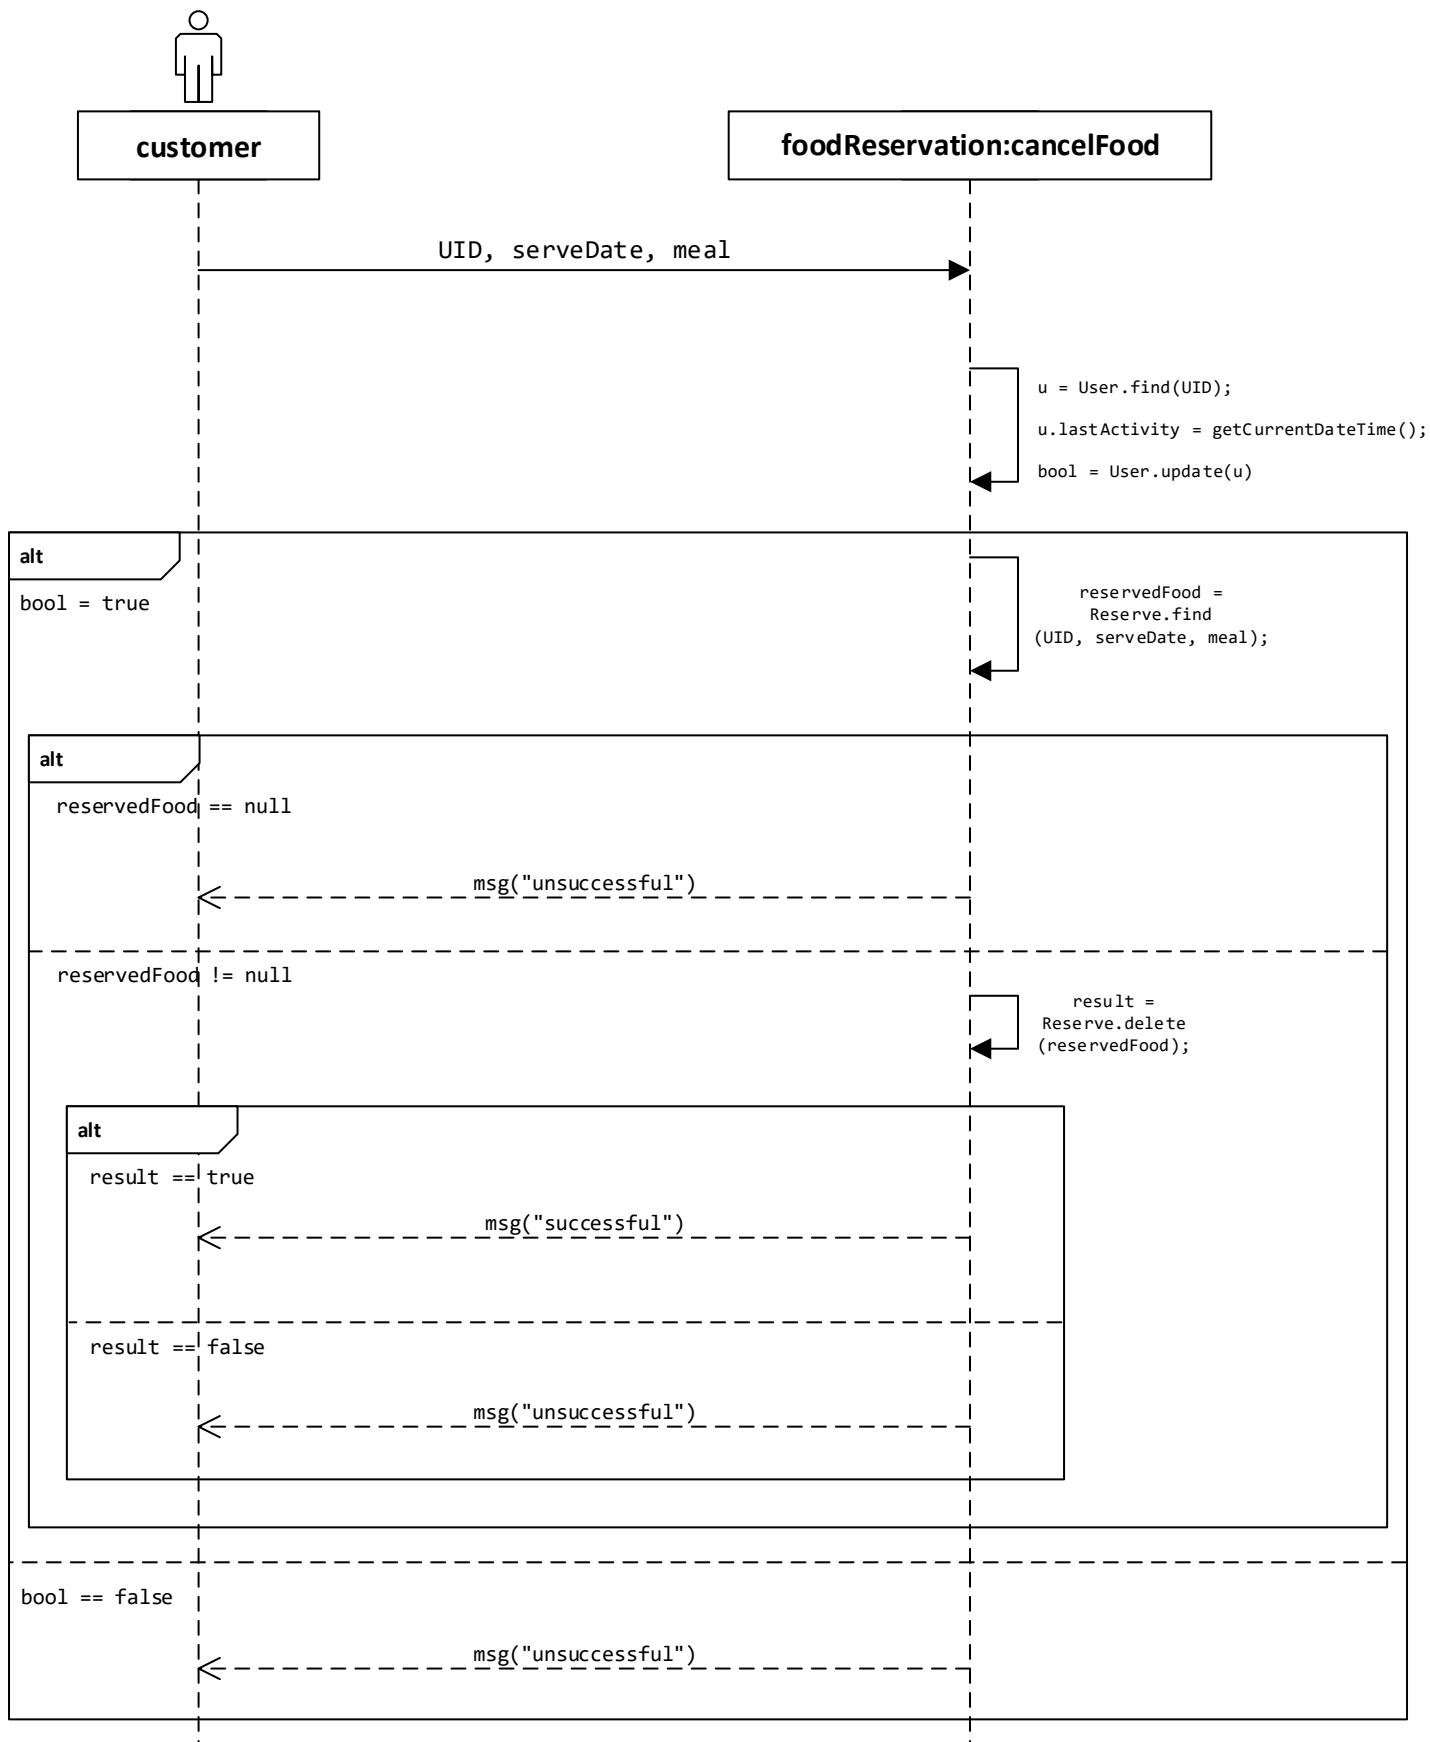 customer
foodReservation:cancelFood
UID, serveDate, meal
u = User.find(UID);
u.lastActivity = getCurrentDateTime();
bool = User.update(u)
alt
bool = true
reservedFood =
Reserve.find
(UID, serveDate, meal);
alt
reservedFood == null
msg("unsuccessful")
reservedFood != null
result =
Reserve.delete
(reservedFood);
alt
result == true
msg("successful")
result == false
msg("unsuccessful")
bool == false
msg("unsuccessful")